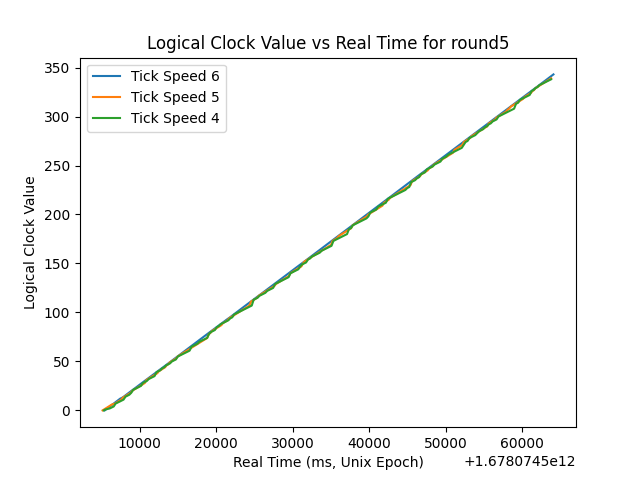 Logical Clock Value vs Real Time for round5
Tick Speed 6
Tick Speed 5
Tick Speed 4
350
300
250
200
150
100
50
0
Logical Clock Value
10000 20000 30000 40000 50000 60000
Real Time (ms, Unix Epoch)
+1.6780745e12